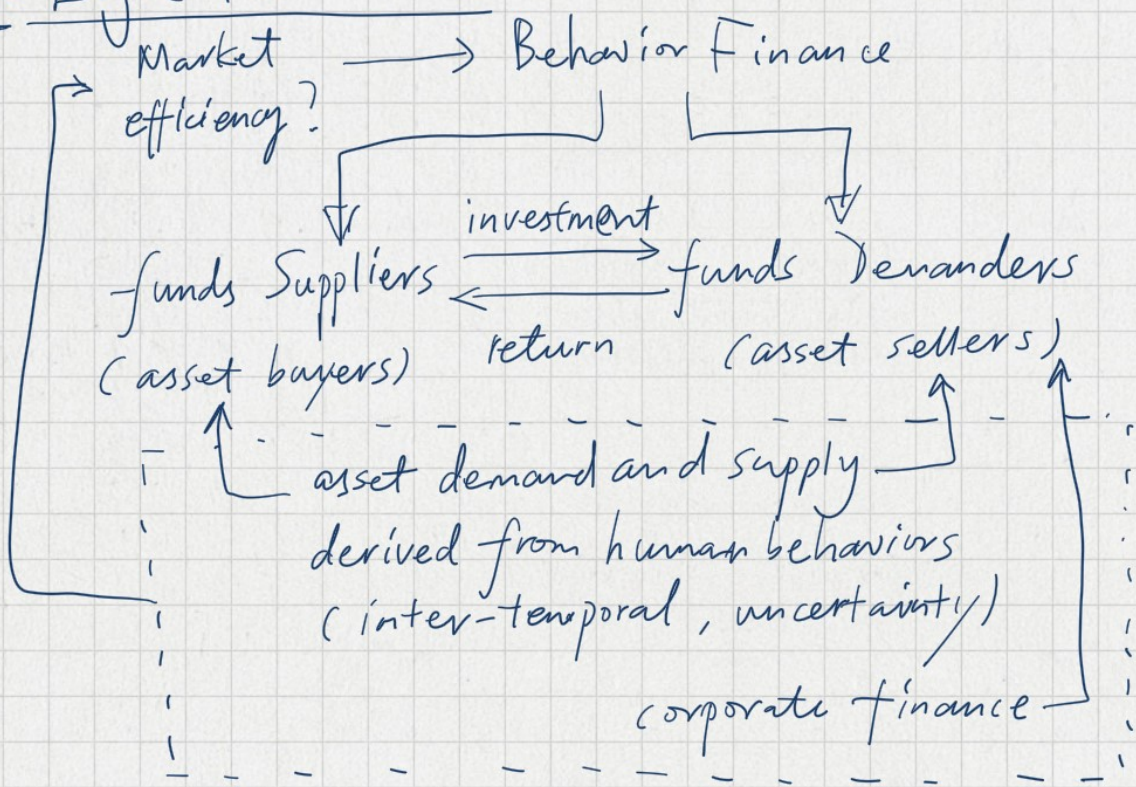 Market → Behavior Finance
efficiency?
investment
funds Suppliers funds Demanders
return
(asset buyers) (asset sellers)
asset demand and supply
derived from human behaviors
(inter-temporal, uncertainty)
corporate finance